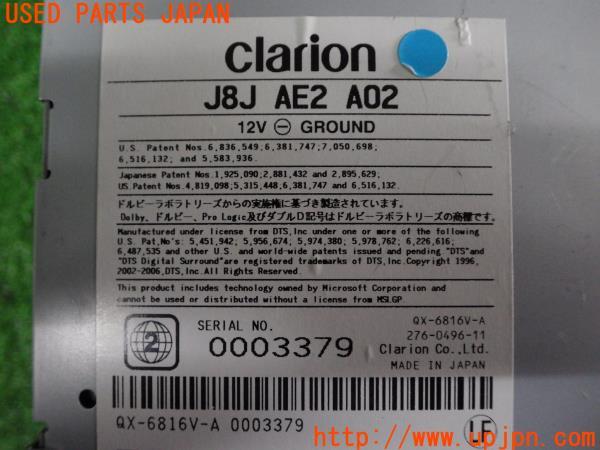 USED PARTS JAPAN
clarion
J8J AE2 A02
12V ⊖ GROUND
U.S. Patent Nos.6,836,549;6,381,747;7,050,698;
6,516,132; and 5,583,936.
Japanese Patent Nos.1,925,090;2,881,432 and 2,895,629;
US.Patent Nos.4,819,098;5,315,448,6,381,747 and 6,516,132.
ドルビーラボラトリーズからの実施権に基づき製造されています。
Dolby、ドルビー、Pro Logic及びダブルD記号はドルビーラボラトリーズの商標です。
Manufactured under license from DTS,Inc under one or more of the following
U.S. Pat,No's: 5,451,942; 5,956,674; 5,974,380; 5,978,762; 6,226,616;
6,487,535 and other U.S. and world-wide patents issued and pending "DTS"and
"DTS Digital Surround"are registered trademarks of DTS,Inc.Copyright 1996,
2002-2006,DTS,Inc.All Rights Reserved.
This product includes technology owned by Microsoft Corporation and
cannot be used or distributed without a license from MSLGP.
2
SERIAL NO.
0003379
QX-6816V-A
276-0496-11
Clarion Co.,Ltd.
MADE IN JAPAN
QX-6816V-A 0003379
LF
(株)ユーパーツ
www.upjpn.com